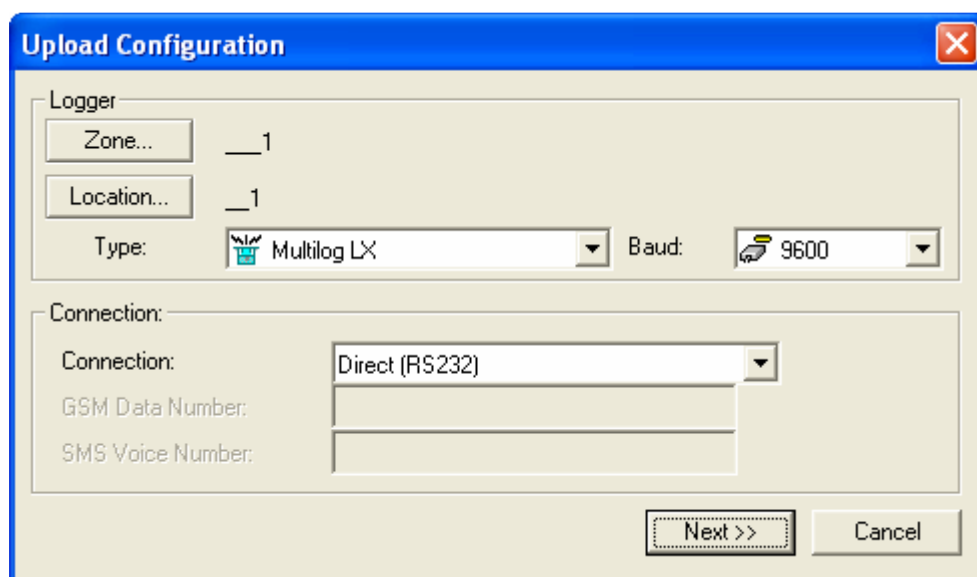 Upload Configuration
Logger
Zone... ___1
Location... __1
Type: Multilog LX Baud: 9600
Connection:
Connection: Direct (RS232)
GSM Data Number:
SMS Voice Number:
Next >> Cancel